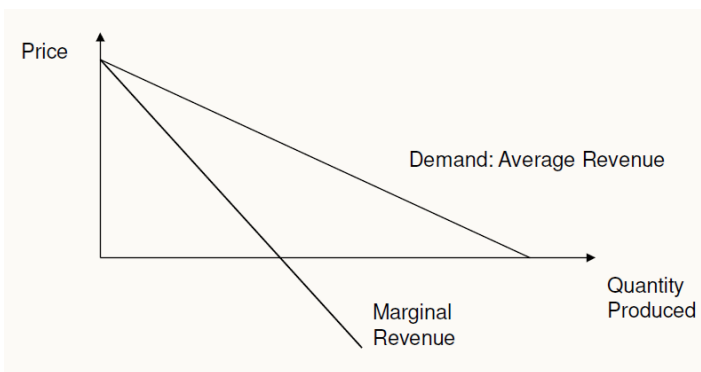 Price
Demand: Average Revenue
Quantity
Produced
Marginal
Revenue